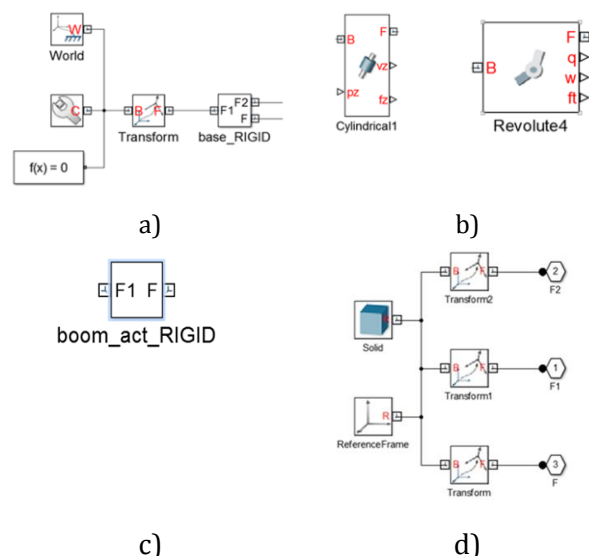 W
World
C
f(x) = 0
B F
Transform
F1 F2
F
base_RIGID
a)
B F
vz
pz
fz
Cylindrical1
B F
q
w
ft
Revolute4
b)
F1 F
boom_act_RIGID
c)
B F
Transform2
2
F2
R
Solid
B F
Transform1
1
F1
R
ReferenceFrame
B F
Transform
3
F
d)